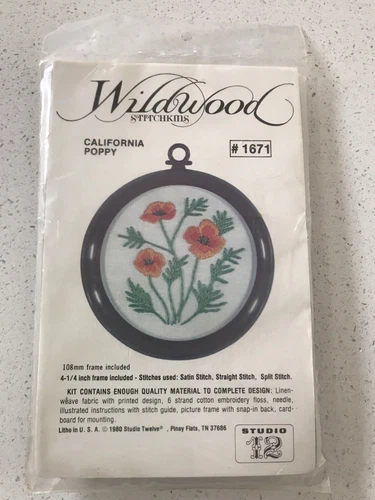 Wildwood
STITCHKINS
CALIFORNIA
POPPY
# 1671
108mm frame included
4-1/4 inch frame included - Stitches used: Satin Stitch, Straight Stitch, Split Stitch.
KIT CONTAINS ENOUGH QUALITY MATERIAL TO COMPLETE DESIGN: Linen-
weave fabric with printed design, 6 strand cotton embroidery floss, needle,
illustrated instructions with stitch guide, picture frame with snap-in back, card-
board for mounting.
Litho in U. S. A. © 1980 Studio Twelve®, Piney Flats, TN 37686
STUDIO
12